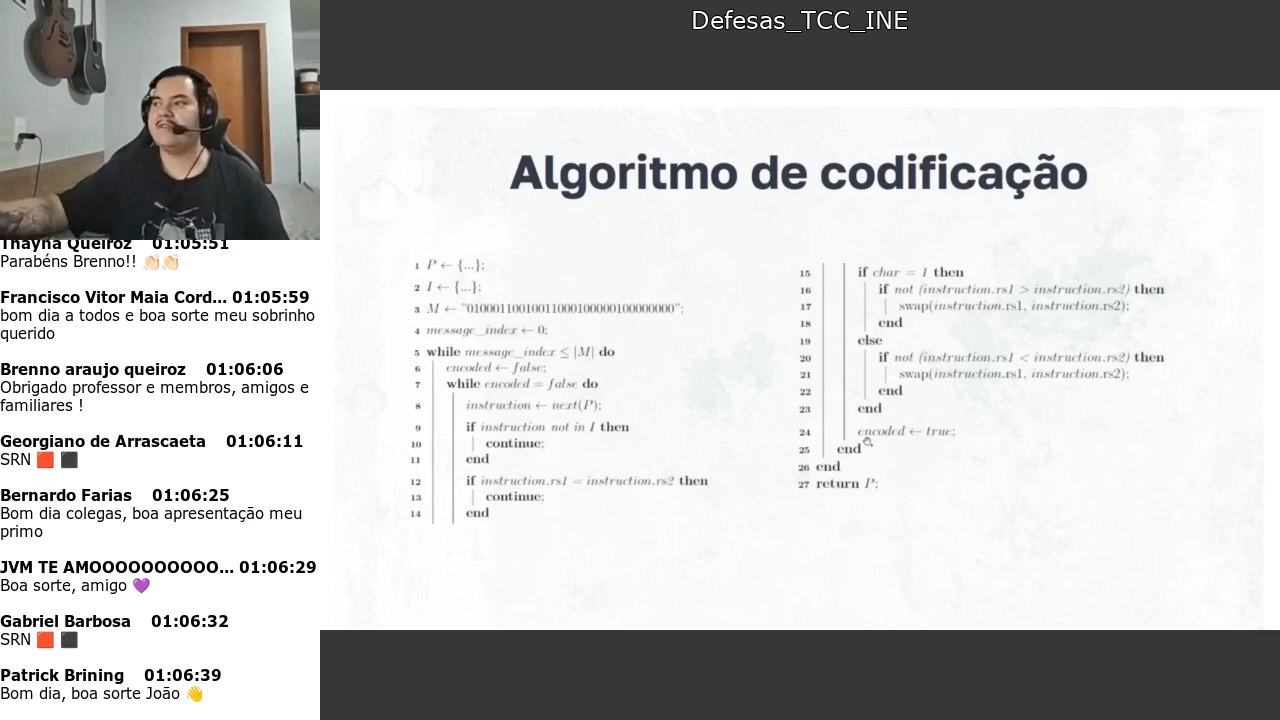 Defesas_TCC_INE
Thayná Queiroz 01:05:51
Parabéns Brenno!! 👏🏻👏🏻
Francisco Vitor Maia Cord... 01:05:59
bom dia a todos e boa sorte meu sobrinho
querido
Brenno araujo queiroz 01:06:06
Obrigado professor e membros, amigos e
familiares !
Georgiano de Arrascaeta 01:06:11
SRN 🟥 ⬛
Bernardo Farias 01:06:25
Bom dia colegas, boa apresentação meu
primo
JVM TE AMOOOOOOOOOO... 01:06:29
Boa sorte, amigo 💜
Gabriel Barbosa 01:06:32
SRN 🟥 ⬛
Patrick Brining 01:06:39
Bom dia, boa sorte João 👋
Algoritmo de codificação
1 P ← {...};
2 I ← {...};
3 M ← "01000110010011000100000100000000";
4 message_index ← 0;
5 while message_index ≤ |M| do
6 encoded ← false;
7 while encoded = false do
8 instruction ← next(P);
9 if instruction not in I then
10 continue;
11 end
12 if instruction.rs1 = instruction.rs2 then
13 continue;
14 end
15 if char = 1 then
16 if not (instruction.rs1 > instruction.rs2) then
17 swap(instruction.rs1, instruction.rs2);
18 end
19 else
20 if not (instruction.rs1 < instruction.rs2) then
21 swap(instruction.rs1, instruction.rs2);
22 end
23 end
24 encoded ← true;
25 end
26 end
27 return P;